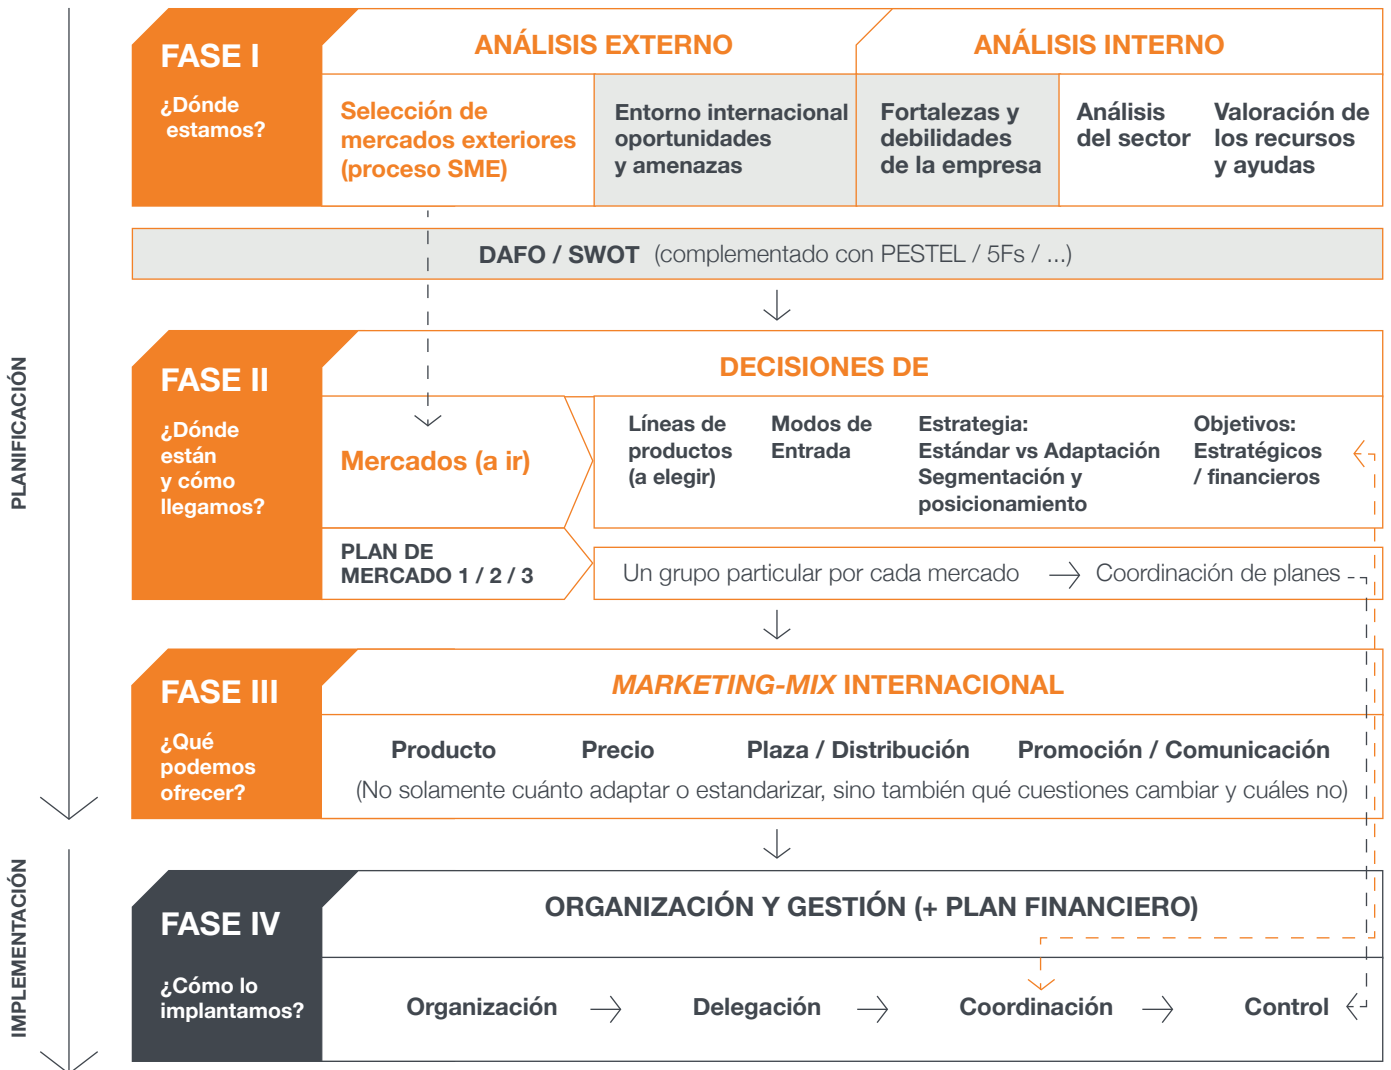 PLANIFICACIÓN
IMPLEMENTACIÓN
FASE I
¿Dónde
estamos?
ANÁLISIS EXTERNO
ANÁLISIS INTERNO
Selección de
mercados exteriores
(proceso SME)
Entorno internacional
oportunidades
y amenazas
Fortalezas y
debilidades
de la empresa
Análisis
del sector
Valoración de
los recursos
y ayudas
DAFO / SWOT (complementado con PESTEL / 5Fs / ...)
FASE II
¿Dónde
están
y cómo
llegamos?
DECISIONES DE
Mercados (a ir)
Líneas de
productos
(a elegir)
Modos de
Entrada
Estrategia:
Estándar vs Adaptación
Segmentación y
posicionamiento
Objetivos:
Estratégicos
/ financieros
PLAN DE
MERCADO 1 / 2 / 3
Un grupo particular por cada mercado
Coordinación de planes
FASE III
¿Qué
podemos
ofrecer?
MARKETING-MIX INTERNACIONAL
Producto
Precio
Plaza / Distribución
Promoción / Comunicación
(No solamente cuánto adaptar o estandarizar, sino también qué cuestiones cambiar y cuáles no)
FASE IV
¿Cómo lo
implantamos?
ORGANIZACIÓN Y GESTIÓN (+ PLAN FINANCIERO)
Organización
Delegación
Coordinación
Control